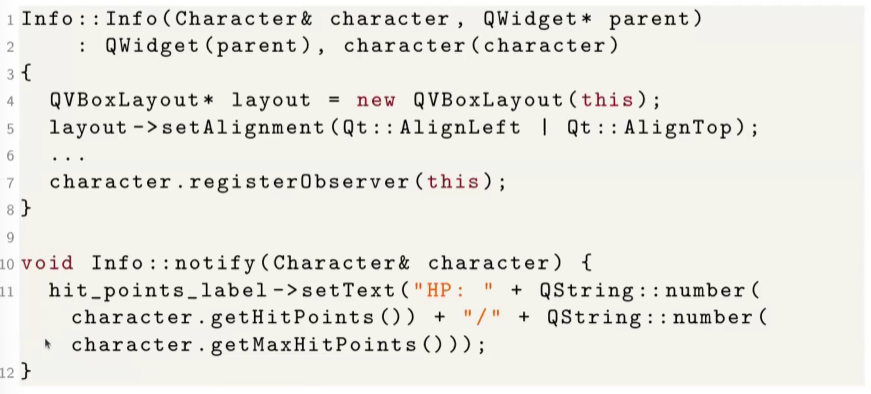 1 Info::Info(Character& character, QWidget* parent)
2     : QWidget(parent), character(character)
3 {
4   QVBoxLayout* layout = new QVBoxLayout(this);
5   layout->setAlignment(Qt::AlignLeft | Qt::AlignTop);
6   ...
7   character.registerObserver(this);
8 }
9
10 void Info::notify(Character& character) {
11   hit_points_label->setText("HP: " + QString::number(
character.getHitPoints()) + "/" + QString::number(
character.getMaxHitPoints()));
12 }